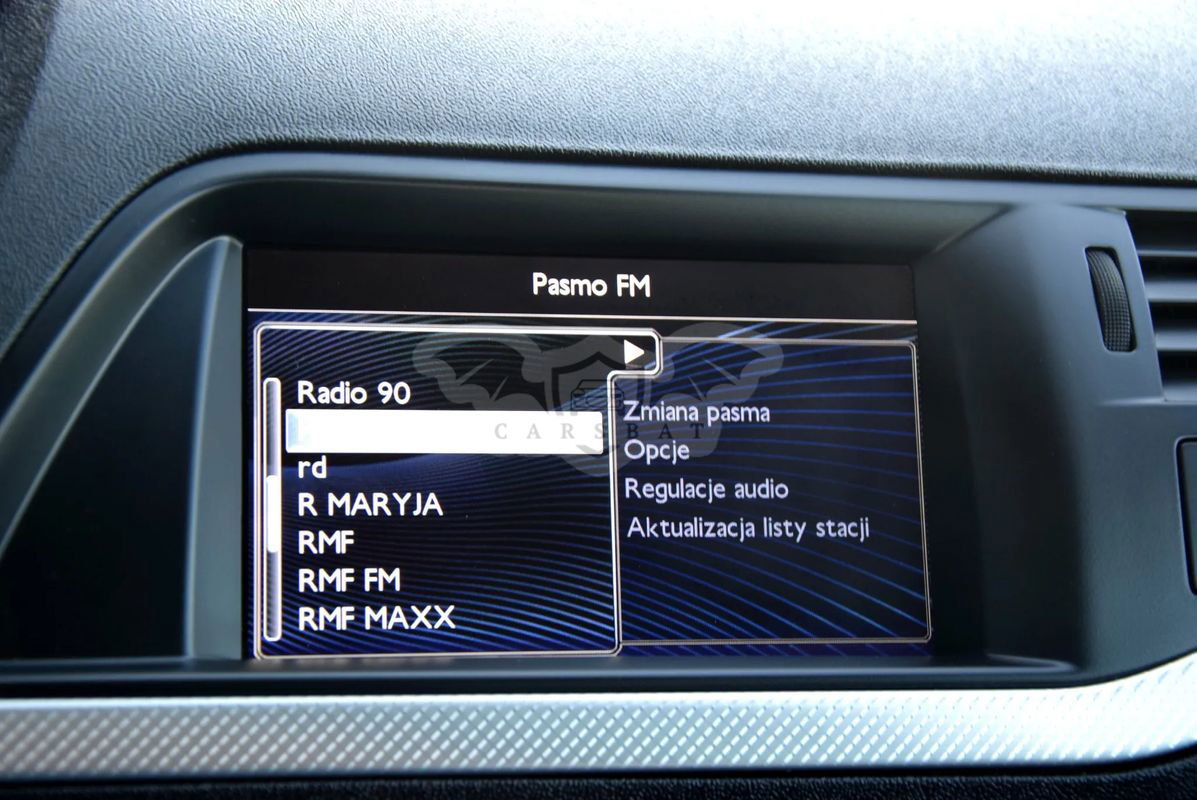 Pasmo FM
Radio 90
rd
R MARYJA
RMF
RMF FM
RMF MAXX
Zmiana pasma
Opcje
Regulacje audio
Aktualizacja listy stacji
CARSBAT